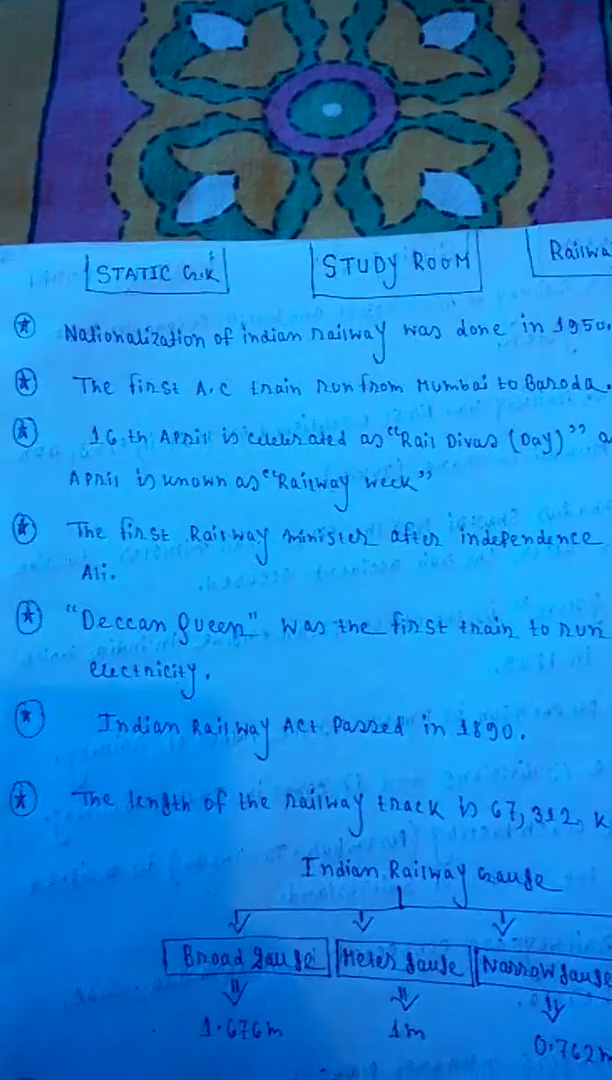 STATIC G.K
STUDY ROOM
Railwa
Nationalization of indian railway was done in 1950.
The first A.C train run from Mumbai to Baroda.
16th April is celebrated as "Rail Divas (Day)" a
April is known as "Railway week"
The first Railway minister after independence
Ali.
"Deccan Queen" was the first train to run
electricity.
Indian Railway Act Passed in 1890.
The length of the railway track is 67,312 K
Indian Railway Gauge
Broad gauge Meter gauge Narrow gauge
1.676m 1m 0.762m